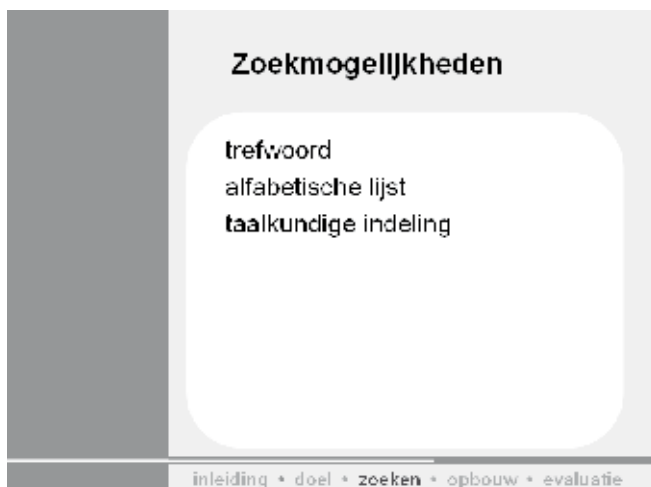 Zoekmogelijkheden
trefwoord
alfabetische lijst
taalkundige indeling
inleiding • doel • zoeken • opbouw • evaluatie